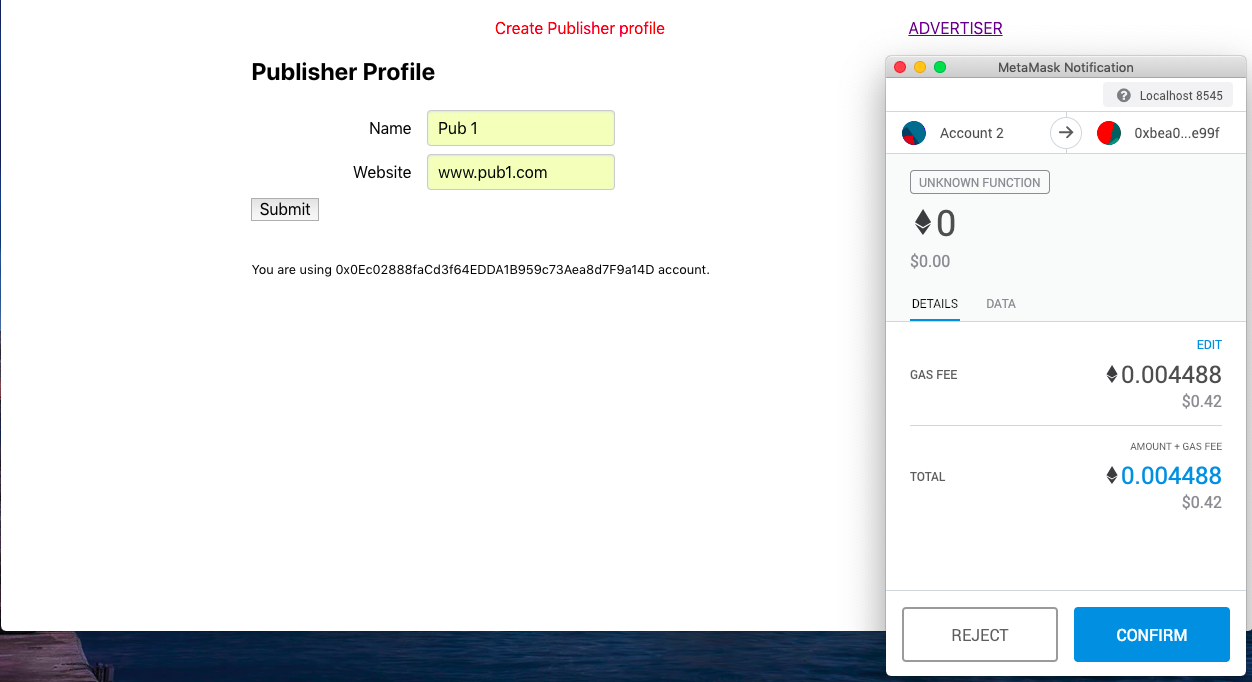 Create Publisher profile
ADVERTISER
Publisher Profile
Name
Pub 1
Website
www.pub1.com
Submit
You are using 0x0Ec02888faCd3f64EDDA1B959c73Aea8d7F9a14D account.
MetaMask Notification
? Localhost 8545
Account 2
0xbea0...e99f
UNKNOWN FUNCTION
0
$0.00
DETAILS DATA
EDIT
GAS FEE
0.004488
$0.42
AMOUNT + GAS FEE
TOTAL
0.004488
$0.42
REJECT
CONFIRM